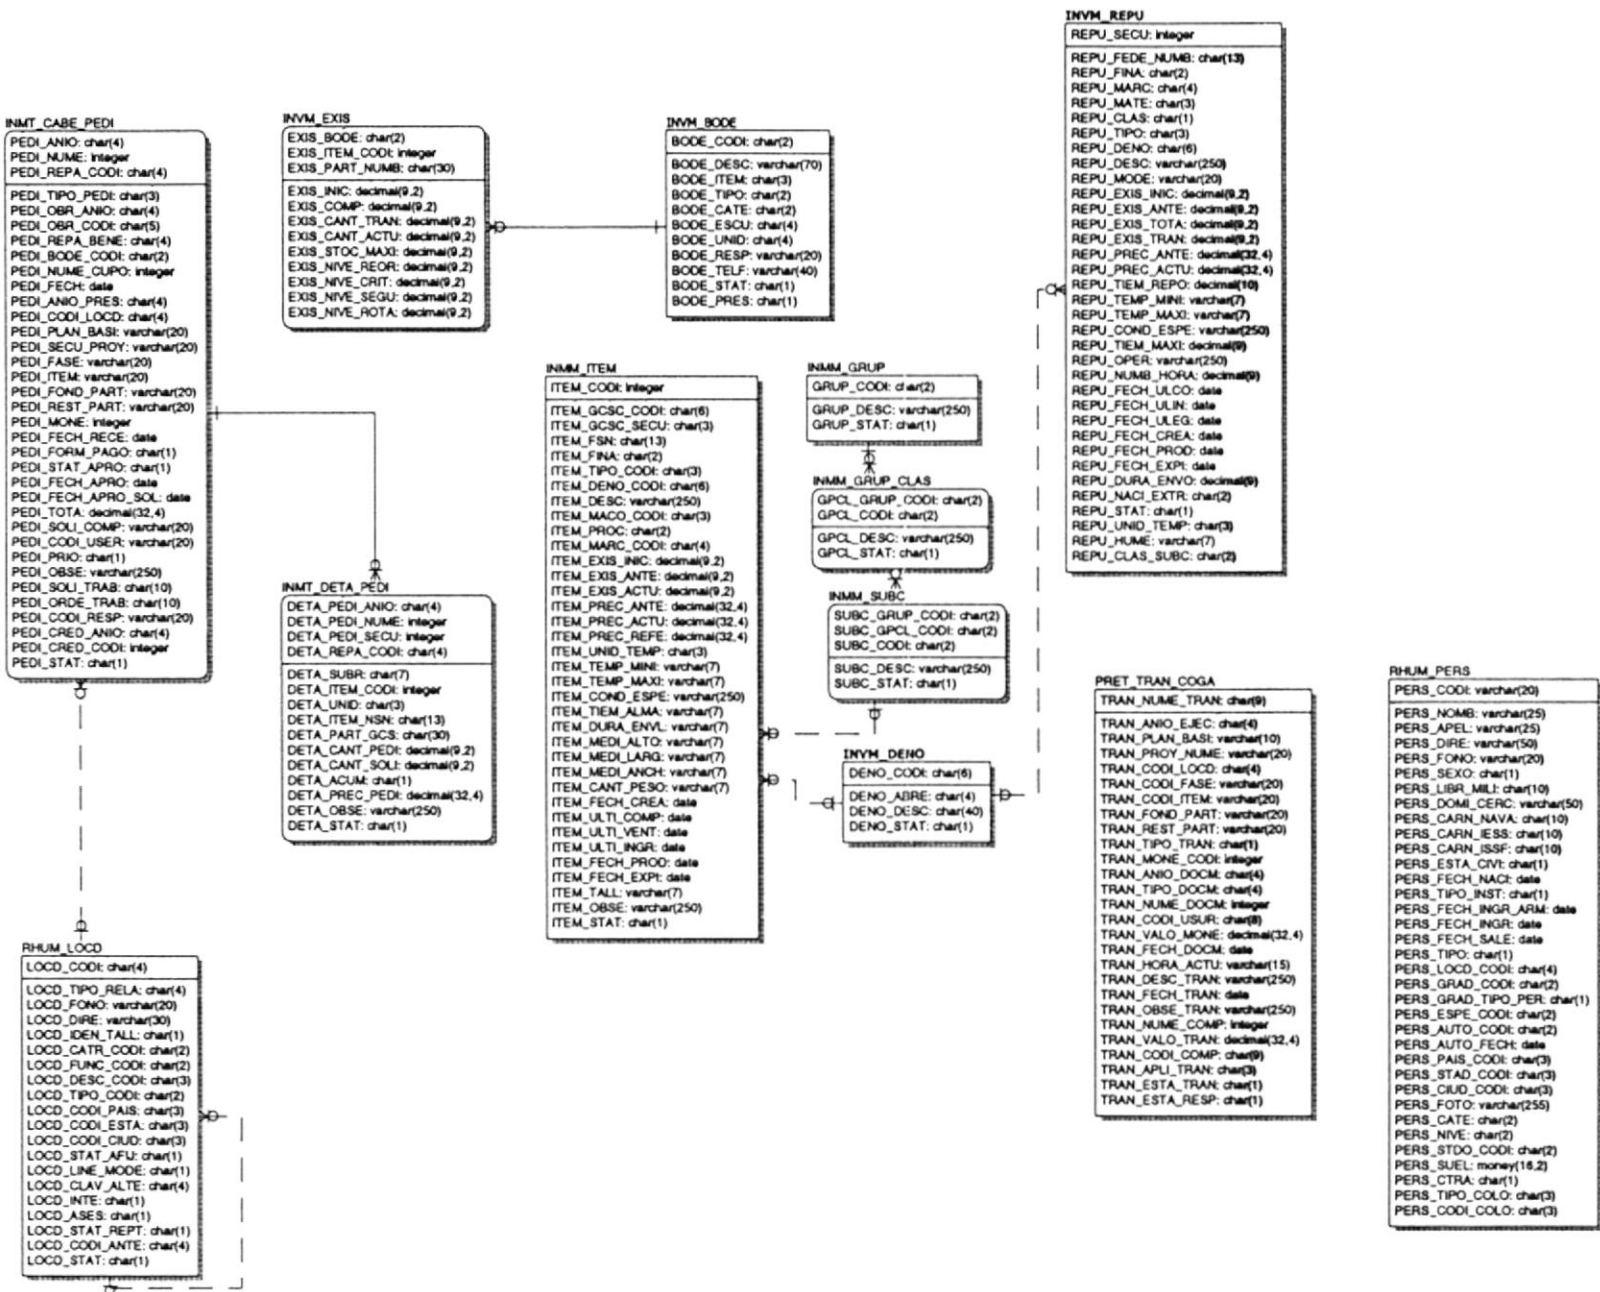 INMT_CABE_PEDI
PEDI_ANIO: char(4)
PEDI_NUME: integer
PEDI_REPA_CODI: char(4)
PEDI_TIPO_PEDI: char(3)
PEDI_OBR_ANIO: char(4)
PEDI_OBR_CODI: char(5)
PEDI_REPA_BENE: char(4)
PEDI_BODE_CODI: char(2)
PEDI_NUME_CUPO: integer
PEDI_FECH: date
PEDI_ANIO_PRES: char(4)
PEDI_CODI_LOCD: char(4)
PEDI_PLAN_BASI: varchar(20)
PEDI_SECU_PROY: varchar(20)
PEDI_FASE: varchar(20)
PEDI_ITEM: varchar(20)
PEDI_FOND_PART: varchar(20)
PEDI_REST_PART: varchar(20)
PEDI_MONE: integer
PEDI_FECH_RECE: date
PEDI_FORM_PAGO: char(1)
PEDI_STAT_APRO: char(1)
PEDI_FECH_APRO: date
PEDI_FECH_APRO_SOL: date
PEDI_TOTA: decimal(32,4)
PEDI_SOLI_COMP: varchar(20)
PEDI_CODI_USER: varchar(20)
PEDI_PRIO: char(1)
PEDI_OBSE: varchar(250)
PEDI_SOLI_TRAB: char(10)
PEDI_ORDE_TRAB: char(10)
PEDI_CODI_RESP: varchar(20)
PEDI_CRED_ANIO: char(4)
PEDI_CRED_CODI: integer
PEDI_STAT: char(1)
RHUM_LOCD
LOCD_CODI: char(4)
LOCD_TIPO_RELA: char(4)
LOCD_FONO: varchar(20)
LOCD_DIRE: varchar(30)
LOCD_IDEN_TALL: char(1)
LOCD_CATR_CODI: char(2)
LOCD_FUNC_CODI: char(2)
LOCD_DESC_CODI: char(3)
LOCD_TIPO_CODI: char(2)
LOCD_CODI_PAIS: char(3)
LOCD_CODI_ESTA: char(3)
LOCD_CODI_CIUD: char(3)
LOCD_STAT_AFU: char(1)
LOCD_LINE_MODE: char(1)
LOCD_CLAV_ALTE: char(4)
LOCD_INTE: char(1)
LOCD_ASES: char(1)
LOCD_STAT_REPT: char(1)
LOCD_CODI_ANTE: char(4)
LOCD_STAT: char(1)
INVM_EXIS
EXIS_BODE: char(2)
EXIS_ITEM_CODI: integer
EXIS_PART_NUMB: char(30)
EXIS_INIC: decimal(9,2)
EXIS_COMP: decimal(9,2)
EXIS_CANT_TRAN: decimal(9,2)
EXIS_CANT_ACTU: decimal(9,2)
EXIS_STOC_MAXI: decimal(9,2)
EXIS_NIVE_REOR: decimal(9,2)
EXIS_NIVE_CRIT: decimal(9,2)
EXIS_NIVE_SEGU: decimal(9,2)
EXIS_NIVE_ROTA: decimal(9,2)
INMT_DETA_PEDI
DETA_PEDI_ANIO: char(4)
DETA_PEDI_NUME: integer
DETA_PEDI_SECU: integer
DETA_REPA_CODI: char(4)
DETA_SUBR: char(7)
DETA_ITEM_CODI: integer
DETA_UNID: char(3)
DETA_ITEM_NSN: char(13)
DETA_PART_GCS: char(30)
DETA_CANT_PEDI: decimal(9,2)
DETA_CANT_SOLI: decimal(9,2)
DETA_ACUM: char(1)
DETA_PREC_PEDI: decimal(32,4)
DETA_OBSE: varchar(250)
DETA_STAT: char(1)
INVM_BODE
BODE_CODI: char(2)
BODE_DESC: varchar(70)
BODE_ITEM: char(3)
BODE_TIPO: char(2)
BODE_CATE: char(2)
BODE_ESCU: char(4)
BODE_UNID: char(4)
BODE_RESP: varchar(20)
BODE_TELF: varchar(40)
BODE_STAT: char(1)
BODE_PRES: char(1)
INMM_ITEM
ITEM_CODI: integer
ITEM_GCSC_CODI: char(6)
ITEM_GCSC_SECU: char(3)
ITEM_FSN: char(13)
ITEM_FINA: char(2)
ITEM_TIPO_CODI: char(3)
ITEM_DENO_CODI: char(6)
ITEM_DESC: varchar(250)
ITEM_MACO_CODI: char(3)
ITEM_PROC: char(2)
ITEM_MARC_CODI: char(4)
ITEM_EXIS_INIC: decimal(9,2)
ITEM_EXIS_ANTE: decimal(9,2)
ITEM_EXIS_ACTU: decimal(9,2)
ITEM_PREC_ANTE: decimal(32,4)
ITEM_PREC_ACTU: decimal(32,4)
ITEM_PREC_REFE: decimal(32,4)
ITEM_UNID_TEMP: char(3)
ITEM_TEMP_MINI: varchar(7)
ITEM_TEMP_MAXI: varchar(7)
ITEM_COND_ESPE: varchar(250)
ITEM_TIEM_ALMA: varchar(7)
ITEM_DURA_ENVL: varchar(7)
ITEM_MEDI_ALTO: varchar(7)
ITEM_MEDI_LARG: varchar(7)
ITEM_MEDI_ANCH: varchar(7)
ITEM_CANT_PESO: varchar(7)
ITEM_FECH_CREA: date
ITEM_ULTI_COMP: date
ITEM_ULTI_VENT: date
ITEM_ULTI_INGR: date
ITEM_FECH_PROD: date
ITEM_FECH_EXPI: date
ITEM_TALL: varchar(7)
ITEM_OBSE: varchar(250)
ITEM_STAT: char(1)
INMM_GRUP
GRUP_CODI: char(2)
GRUP_DESC: varchar(250)
GRUP_STAT: char(1)
INMM_GRUP_CLAS
GPCL_GRUP_CODI: char(2)
GPCL_CODI: char(2)
GPCL_DESC: varchar(250)
GPCL_STAT: char(1)
INMM_SUBC
SUBC_GRUP_CODI: char(2)
SUBC_GPCL_CODI: char(2)
SUBC_CODI: char(2)
SUBC_DESC: varchar(250)
SUBC_STAT: char(1)
INVM_DENO
DENO_CODI: char(6)
DENO_ABRE: char(4)
DENO_DESC: char(40)
DENO_STAT: char(1)
INVM_REPU
REPU_SECU: integer
REPU_FEDE_NUMB: char(13)
REPU_FINA: char(2)
REPU_MARC: char(4)
REPU_MATE: char(3)
REPU_CLAS: char(1)
REPU_TIPO: char(3)
REPU_DENO: char(6)
REPU_DESC: varchar(250)
REPU_MODE: varchar(20)
REPU_EXIS_INIC: decimal(9,2)
REPU_EXIS_ANTE: decimal(9,2)
REPU_EXIS_TOTA: decimal(9,2)
REPU_EXIS_TRAN: decimal(9,2)
REPU_PREC_ANTE: decimal(32,4)
REPU_PREC_ACTU: decimal(32,4)
REPU_TIEM_REPO: decimal(10)
REPU_TEMP_MINI: varchar(7)
REPU_TEMP_MAXI: varchar(7)
REPU_COND_ESPE: varchar(250)
REPU_TIEM_MAXI: decimal(9)
REPU_OPER: varchar(250)
REPU_NUMB_HORA: decimal(9)
REPU_FECH_ULCO: date
REPU_FECH_ULIN: date
REPU_FECH_ULEG: date
REPU_FECH_CREA: date
REPU_FECH_PROD: date
REPU_FECH_EXPI: date
REPU_DURA_ENVO: decimal(9)
REPU_NACI_EXTR: char(2)
REPU_STAT: char(1)
REPU_UNID_TEMP: char(3)
REPU_HUME: varchar(7)
REPU_CLAS_SUBC: char(2)
PRET_TRAN_COGA
TRAN_NUME_TRAN: char(9)
TRAN_ANIO_EJEC: char(4)
TRAN_PLAN_BASI: varchar(10)
TRAN_PROY_NUME: varchar(20)
TRAN_CODI_LOCD: char(4)
TRAN_CODI_FASE: varchar(20)
TRAN_CODI_ITEM: varchar(20)
TRAN_FOND_PART: varchar(20)
TRAN_REST_PART: varchar(20)
TRAN_TIPO_TRAN: char(1)
TRAN_MONE_CODI: integer
TRAN_ANIO_DOCM: char(4)
TRAN_TIPO_DOCM: char(4)
TRAN_NUME_DOCM: integer
TRAN_CODI_USUR: char(8)
TRAN_VALO_MONE: decimal(32,4)
TRAN_FECH_DOCM: date
TRAN_HORA_ACTU: varchar(15)
TRAN_DESC_TRAN: varchar(250)
TRAN_FECH_TRAN: date
TRAN_OBSE_TRAN: varchar(250)
TRAN_NUME_COMP: integer
TRAN_VALO_TRAN: decimal(32,4)
TRAN_CODI_COMP: char(9)
TRAN_APLI_TRAN: char(3)
TRAN_ESTA_TRAN: char(1)
TRAN_ESTA_RESP: char(1)
RHUM_PERS
PERS_CODI: varchar(20)
PERS_NOMB: varchar(25)
PERS_APEL: varchar(25)
PERS_DIRE: varchar(50)
PERS_FONO: varchar(20)
PERS_SEXO: char(1)
PERS_LIBR_MILI: char(10)
PERS_DOMI_CERC: varchar(50)
PERS_CARN_NAVA: char(10)
PERS_CARN_IESS: char(10)
PERS_CARN_ISSF: char(10)
PERS_ESTA_CIVI: char(1)
PERS_FECH_NACI: date
PERS_TIPO_INST: char(1)
PERS_FECH_INGR_ARM: date
PERS_FECH_INGR: date
PERS_FECH_SALE: date
PERS_TIPO: char(1)
PERS_LOCD_CODI: char(4)
PERS_GRAD_CODI: char(2)
PERS_GRAD_TIPO_PER: char(1)
PERS_ESPE_CODI: char(2)
PERS_AUTO_CODI: char(2)
PERS_AUTO_FECH: date
PERS_PAIS_CODI: char(3)
PERS_STAD_CODI: char(3)
PERS_CIUD_CODI: char(3)
PERS_FOTO: varchar(255)
PERS_CATE: char(2)
PERS_NIVE: char(2)
PERS_STDO_CODI: char(2)
PERS_SUEL: money(16,2)
PERS_CTRA: char(1)
PERS_TIPO_COLO: char(3)
PERS_CODI_COLO: char(3)